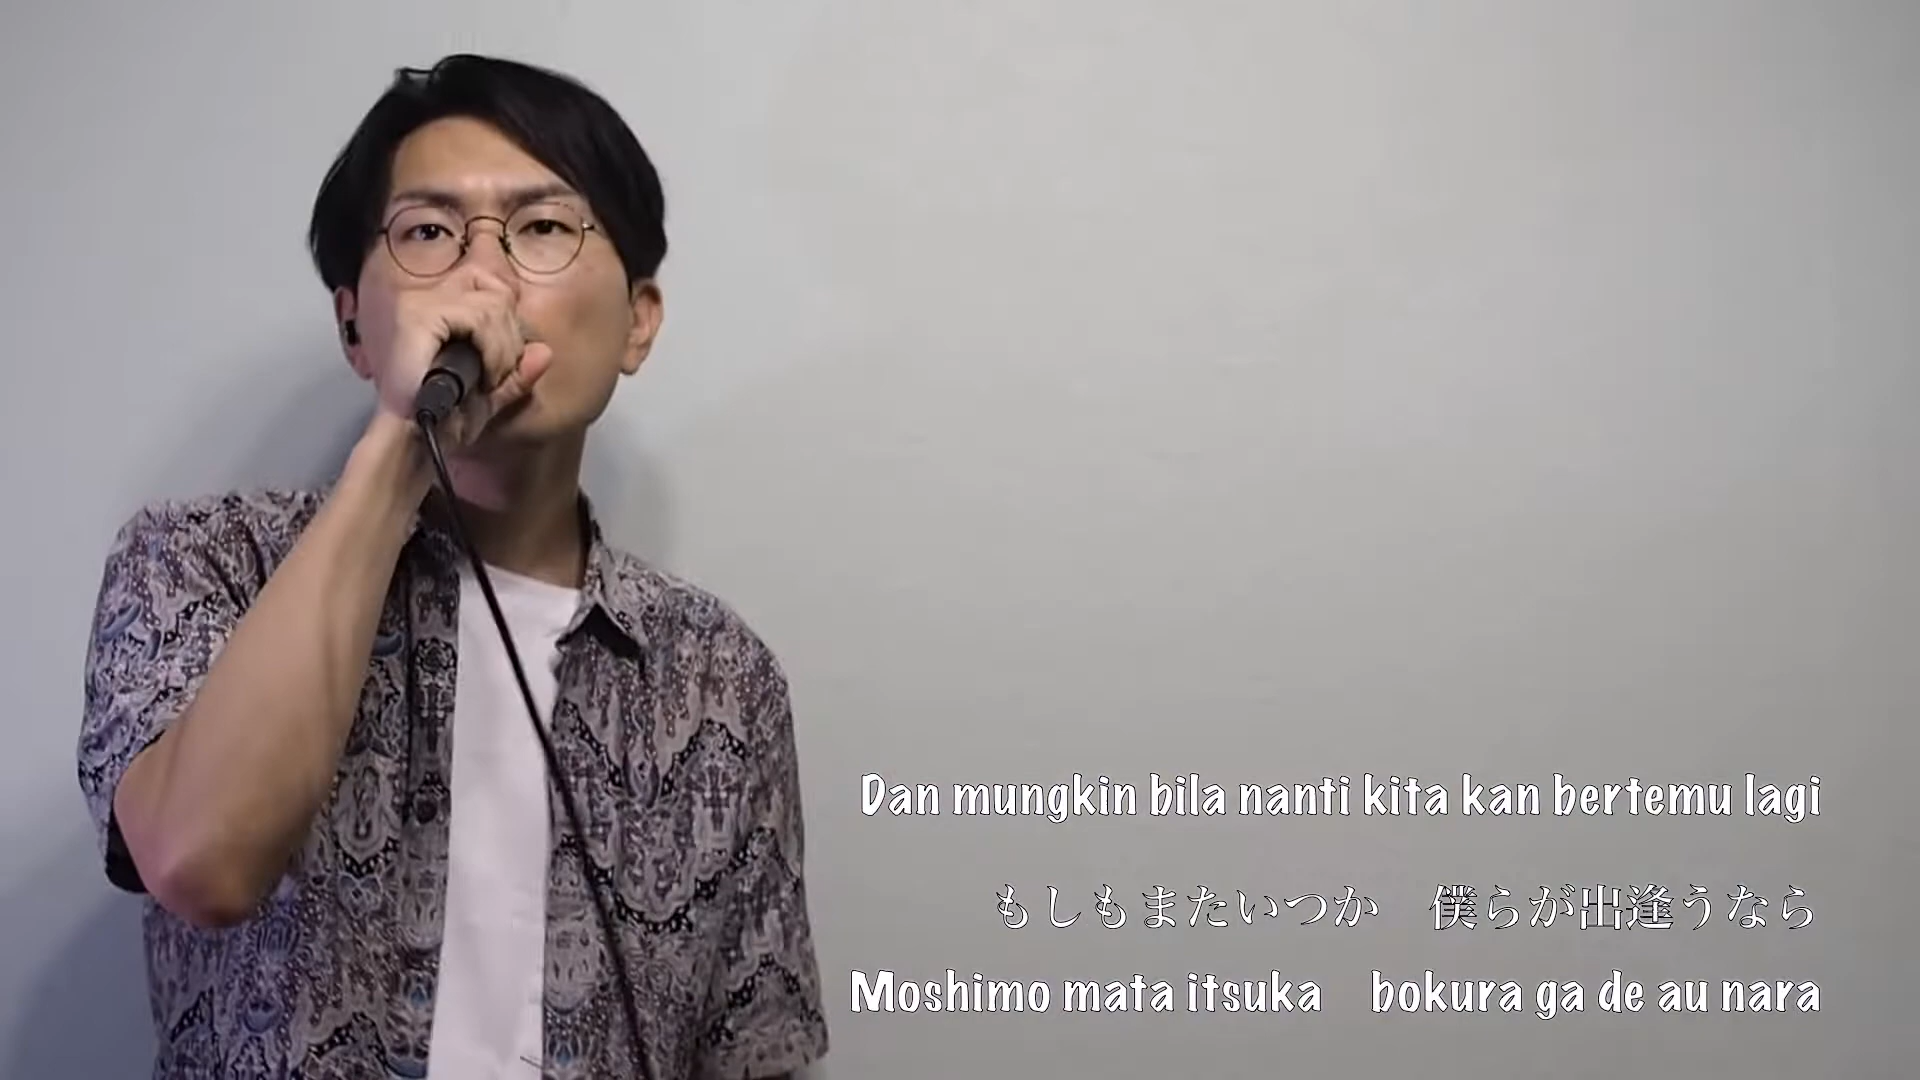 Dan mungkin bila nanti kita kan bertemu lagi
もしもまたいつか　僕らが出逢うなら
Moshimo mata itsuka　bokura ga de au nara